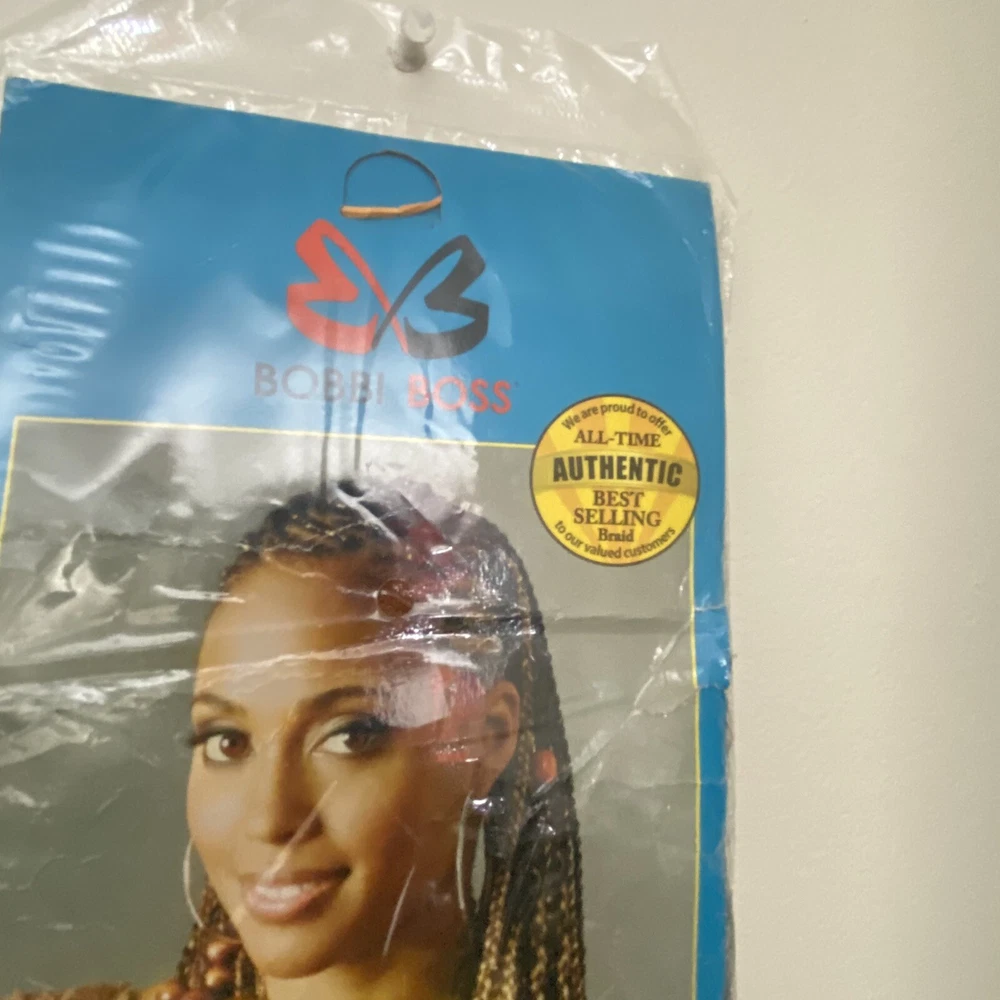 BOBBI BOSS
We are proud to offer
ALL-TIME
AUTHENTIC
BEST
SELLING
Braid
to our valued customers